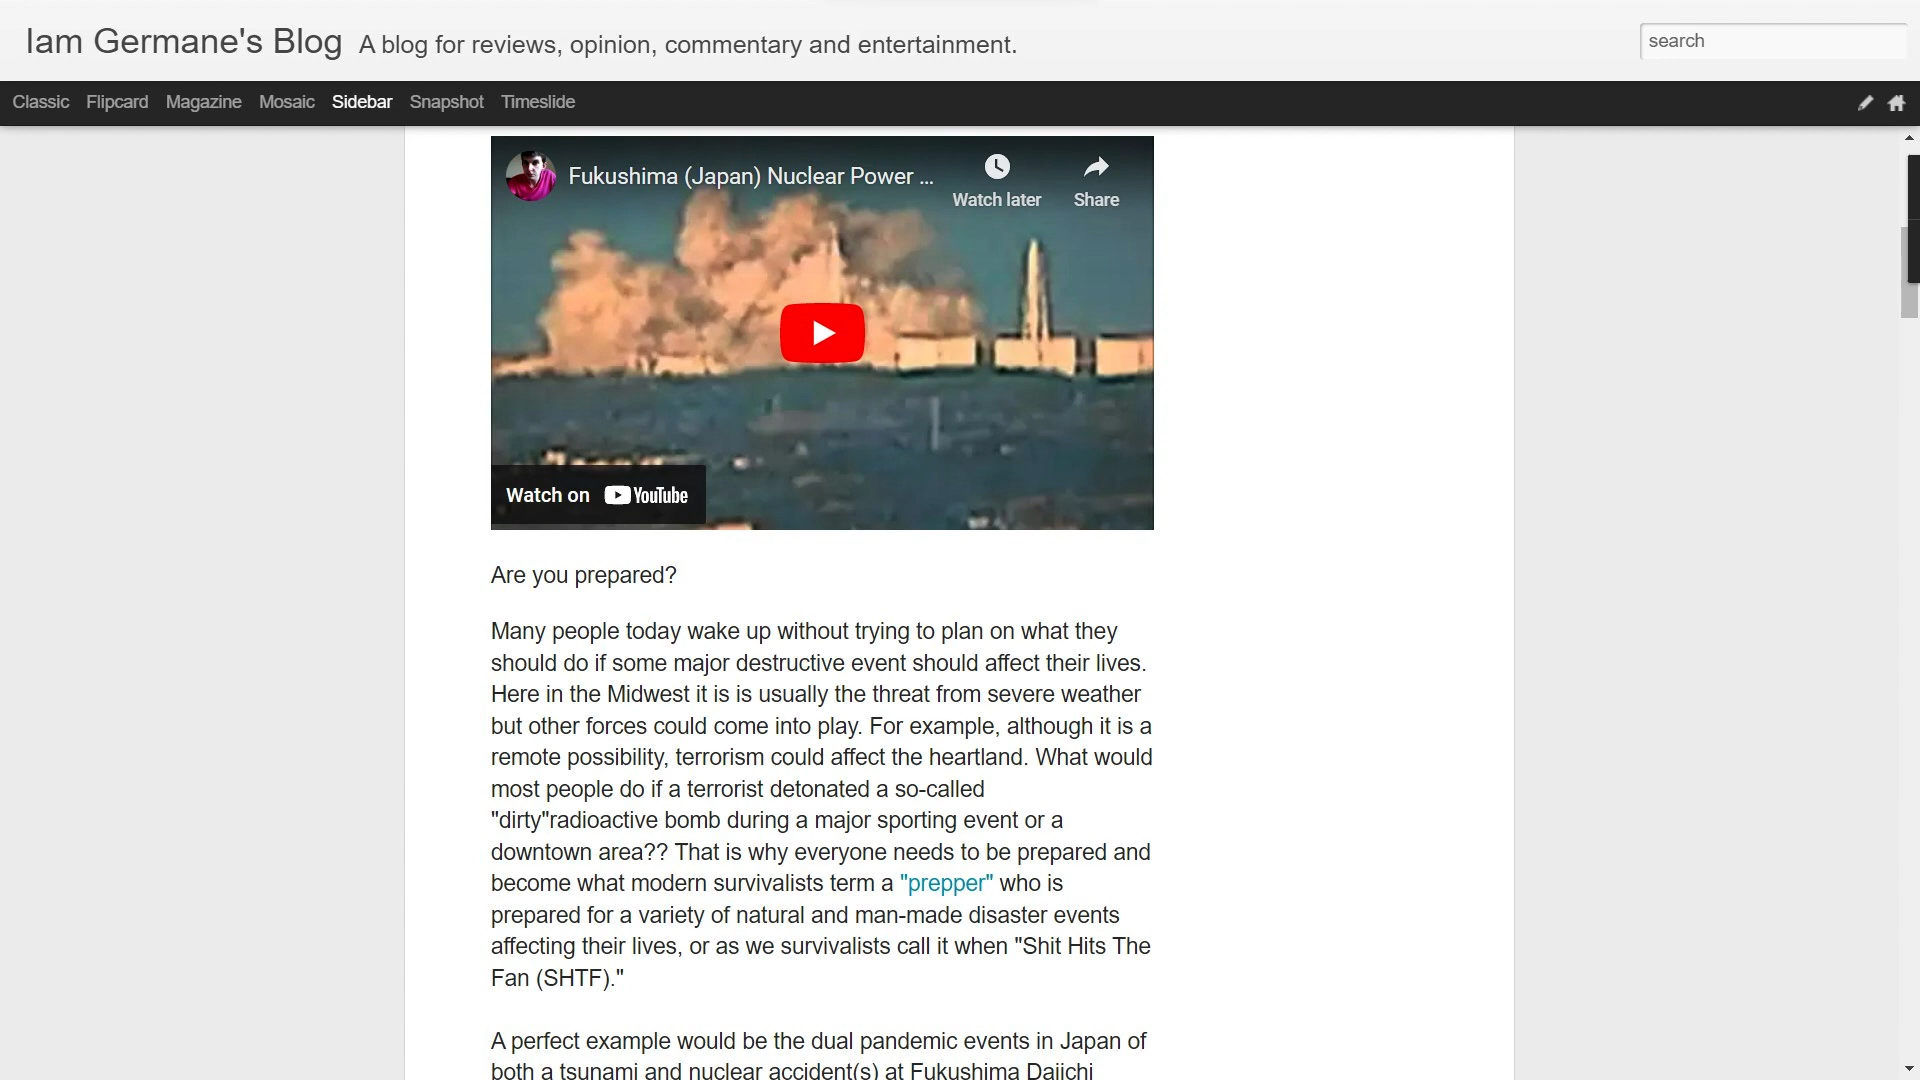 Iam Germane's Blog A blog for reviews, opinion, commentary and entertainment.
search
Classic Flipcard Magazine Mosaic Sidebar Snapshot Timeslide
Fukushima (Japan) Nuclear Power ...
Watch later
Share
Watch on YouTube
Are you prepared?
Many people today wake up without trying to plan on what they
should do if some major destructive event should affect their lives.
Here in the Midwest it is is usually the threat from severe weather
but other forces could come into play. For example, although it is a
remote possibility, terrorism could affect the heartland. What would
most people do if a terrorist detonated a so-called
"dirty"radioactive bomb during a major sporting event or a
downtown area?? That is why everyone needs to be prepared and
become what modern survivalists term a "prepper" who is
prepared for a variety of natural and man-made disaster events
affecting their lives, or as we survivalists call it when "Shit Hits The
Fan (SHTF)."
A perfect example would be the dual pandemic events in Japan of
both a tsunami and nuclear accident(s) at Fukushima Daiichi